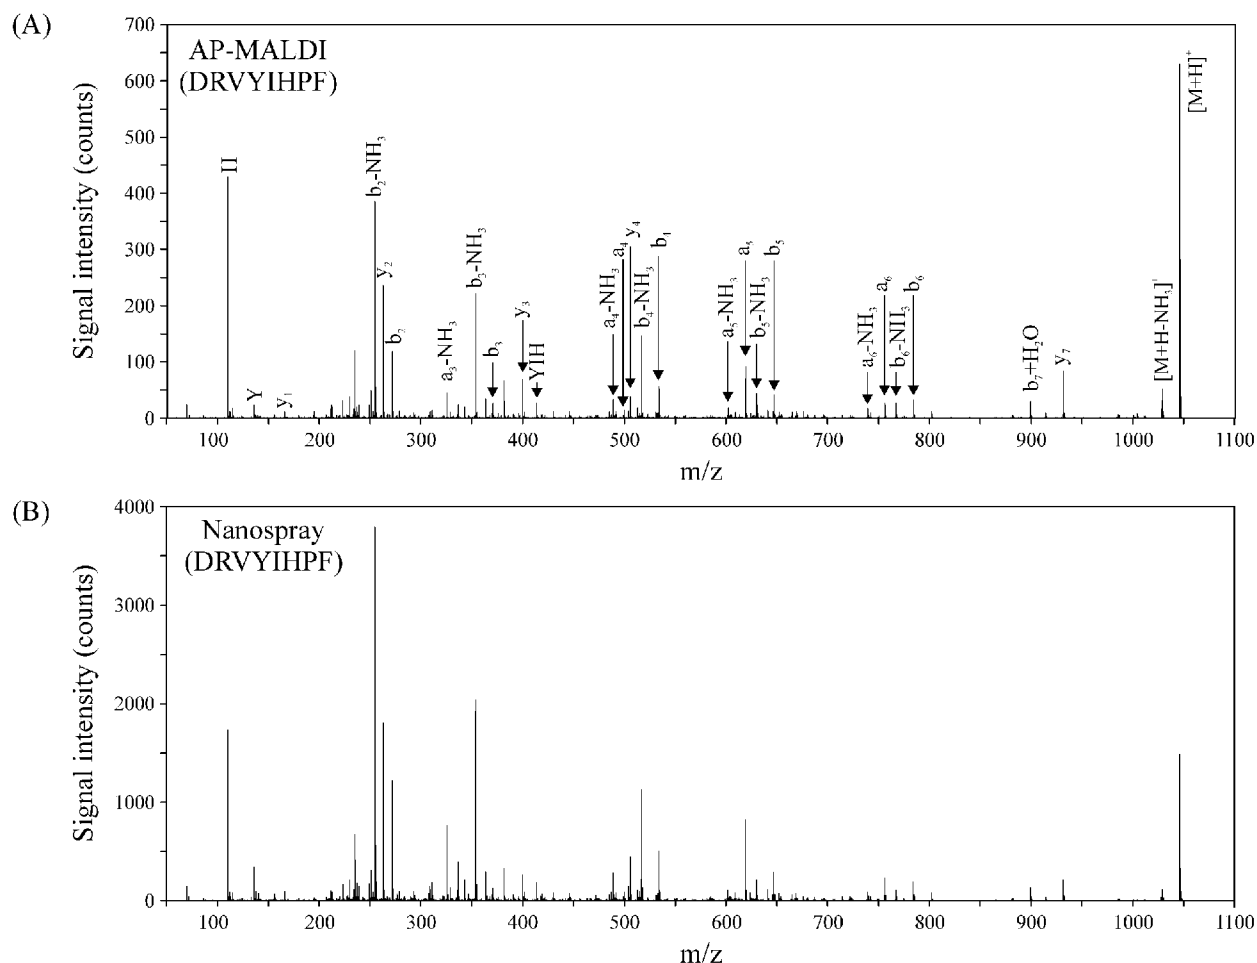 (A)
AP-MALDI
(DRVYIHPF)
Signal intensity (counts)
700
600
500
400
300
200
100
0
H
Y
y₁
b₂-NH₃
y₂
b₂
a₃-NH₃
b₃-NH₃
b₃
y₃
YIH
a₄-NH₃
a₄
y₄
b₄-NH₃
b₄
a₅-NH₃
a₅
b₅-NH₃
b₅
a₆-NH₃
a₆
b₆-NH₃
b₆
b₇+H₂O
y₇
[M+H-NH₃]⁺
[M+H]⁺
100 200 300 400 500 600 700 800 900 1000 1100
m/z
(B)
Nanospray
(DRVYIHPF)
Signal intensity (counts)
4000
3000
2000
1000
0
100 200 300 400 500 600 700 800 900 1000 1100
m/z